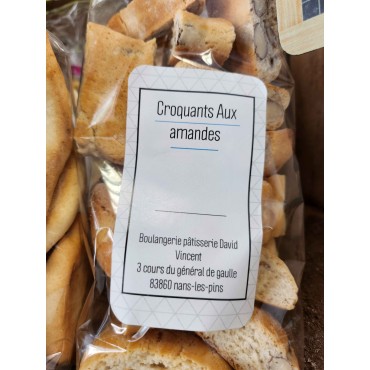 Croquants Aux
amandes
Boulangerie pâtisserie David
Vincent
3 cours du général de gaulle
83860 nans-les-pins